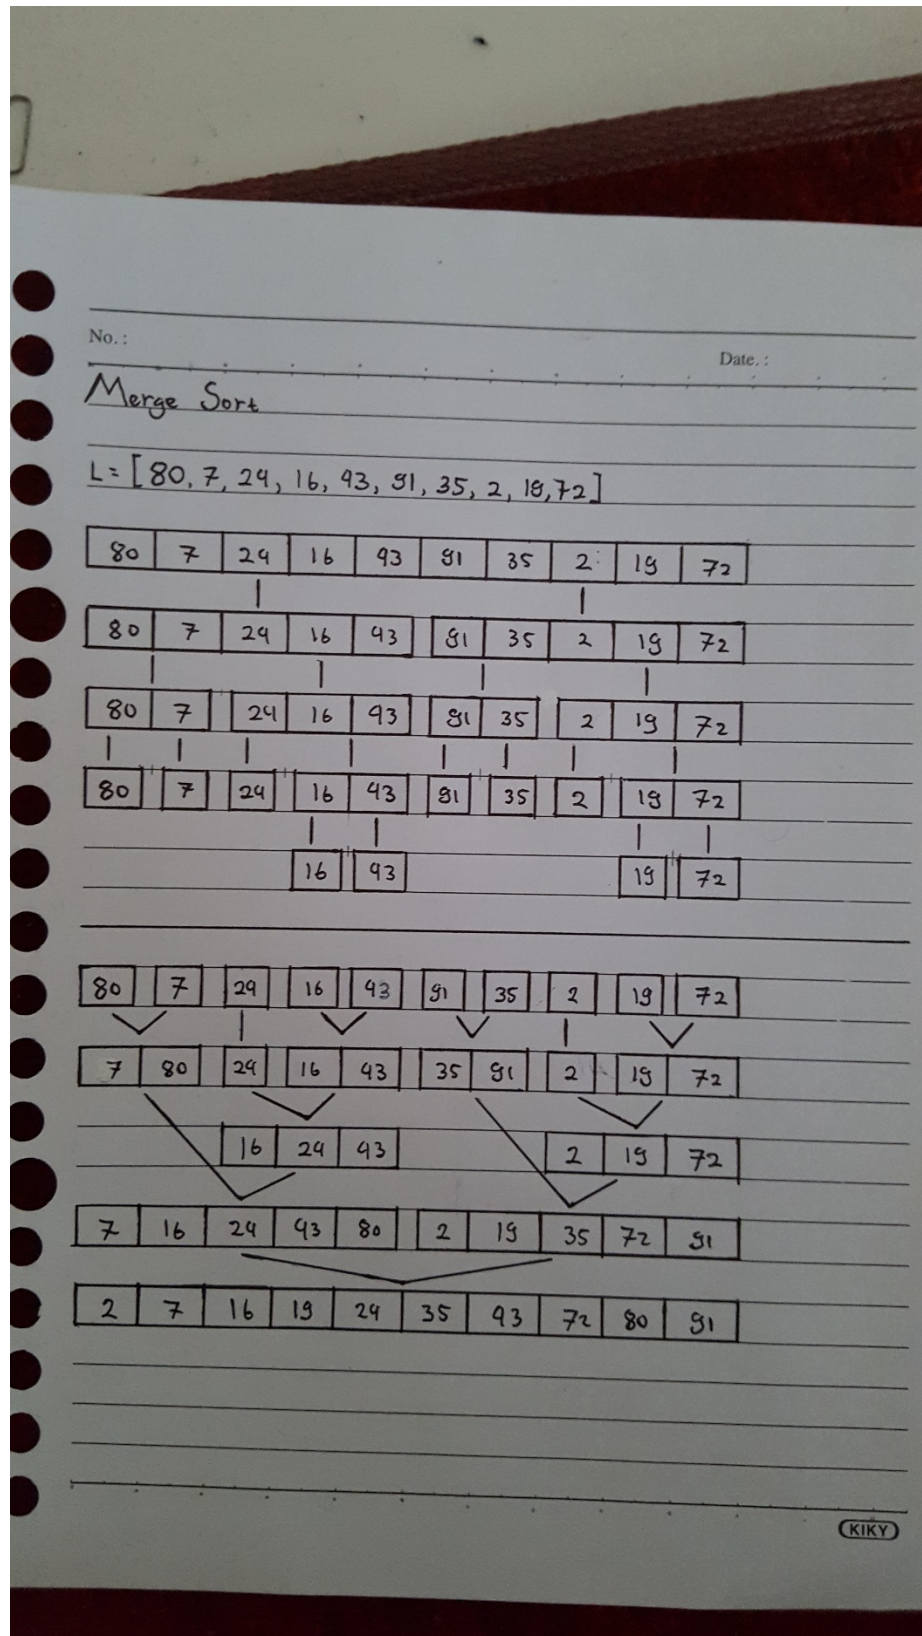 No. :
Date. :
Merge Sort
L = [80, 7, 24, 16, 43, 91, 35, 2, 19, 72]
80 7 24 16 43 91 35 2 19 72
80 7 24 16 43 91 35 2 19 72
80 7 24 16 43 91 35 2 19 72
80 7 24 16 43 91 35 2 19 72
16 43 19 72
80 7 24 16 43 91 35 2 19 72
7 80 24 16 43 35 91 2 19 72
16 24 43 2 19 72
7 16 24 43 80 2 19 35 72 91
2 7 16 19 24 35 43 72 80 91
KIKY